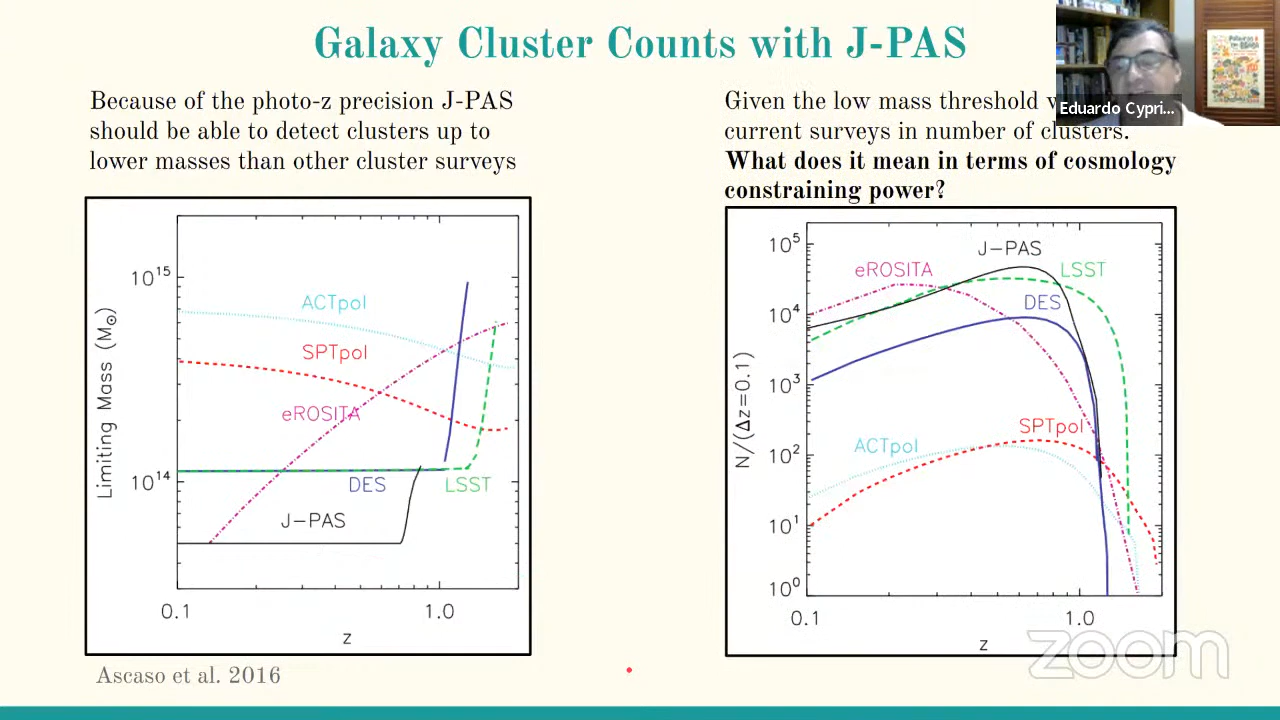 Galaxy Cluster Counts with J-PAS
Because of the photo-z precision J-PAS
should be able to detect clusters up to
lower masses than other cluster surveys
Given the low mass threshold
Eduardo Cypri...
current surveys in number of clusters.
What does it mean in terms of cosmology
constraining power?
10^15
10^14
Limiting Mass (M⊙)
ACTpol
SPTpol
eROSITA
DES
LSST
J-PAS
0.1
1.0
z
10^5
10^4
10^3
10^2
10^1
10^0
N/(Δz=0.1)
J-PAS
eROSITA
LSST
DES
SPTpol
ACTpol
0.1
1.0
z
Ascaso et al. 2016
zoom